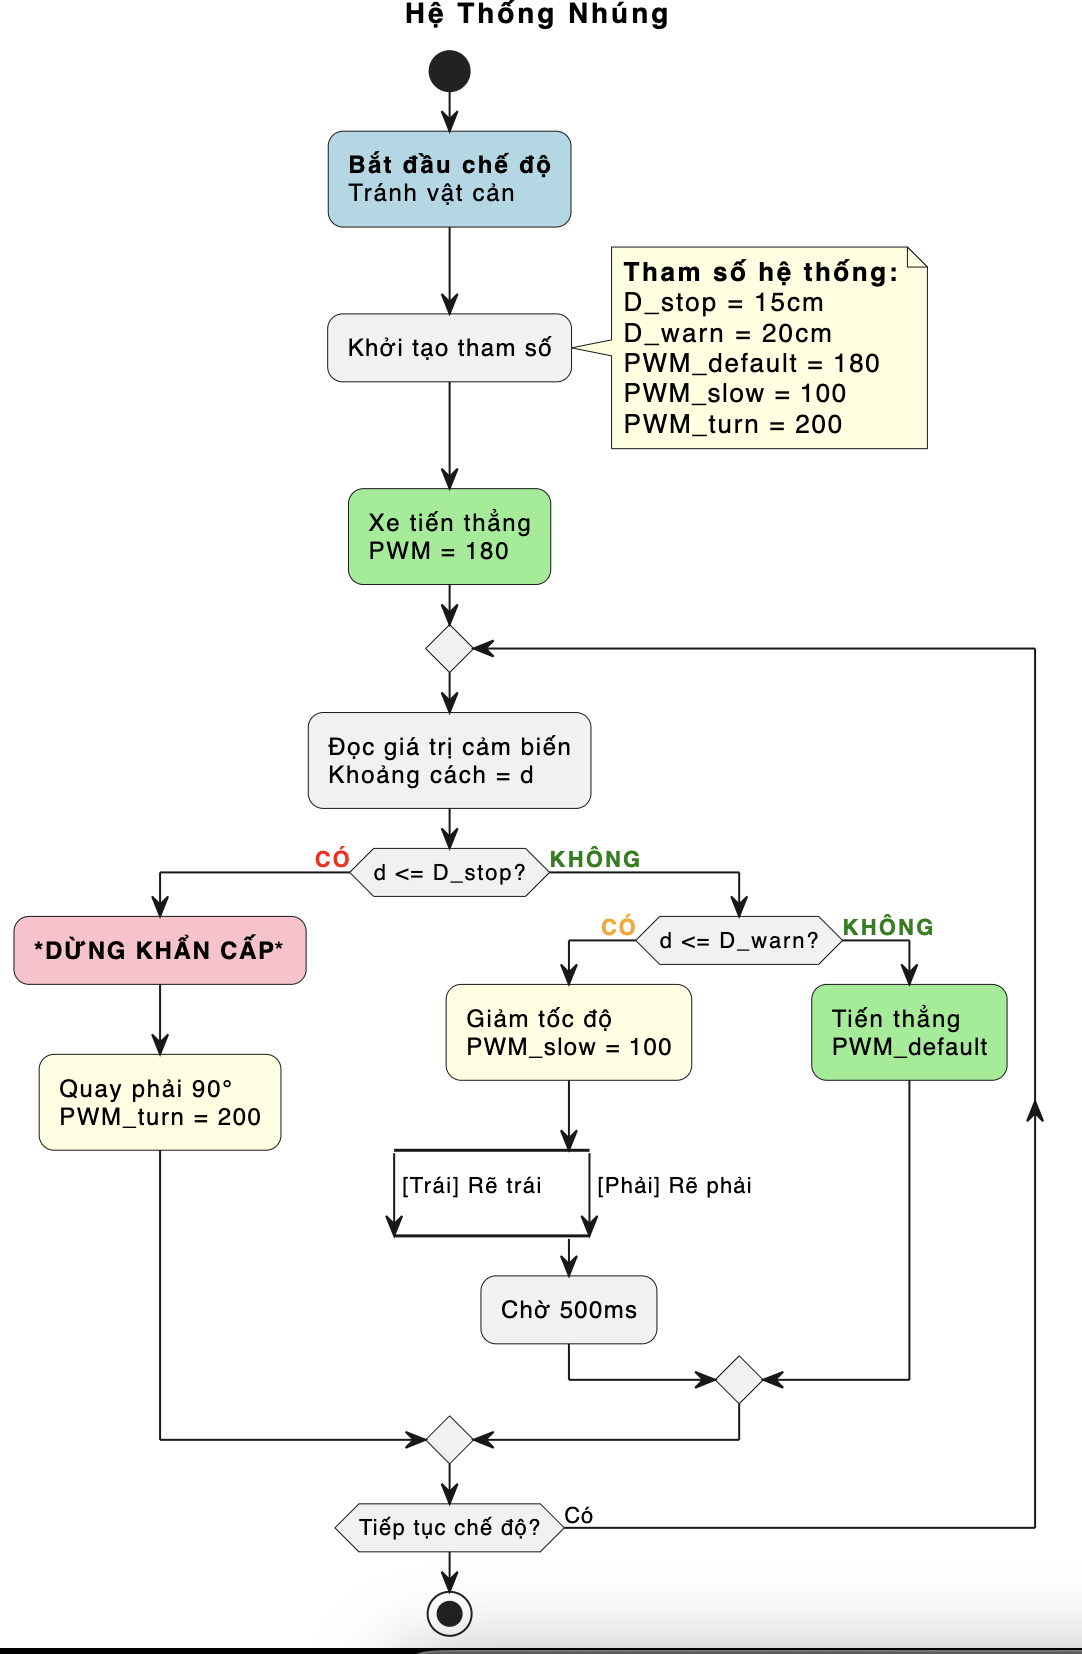 Hệ Thống Nhúng
Bắt đầu chế độ
Tránh vật cản
Khởi tạo tham số
Tham số hệ thống:
D_stop = 15cm
D_warn = 20cm
PWM_default = 180
PWM_slow = 100
PWM_turn = 200
Xe tiến thẳng
PWM = 180
Đọc giá trị cảm biến
Khoảng cách = d
CÓ
d <= D_stop?
KHÔNG
*DỪNG KHẨN CẤP*
Quay phải 90°
PWM_turn = 200
CÓ
d <= D_warn?
KHÔNG
Giảm tốc độ
PWM_slow = 100
[Trái] Rẽ trái
[Phải] Rẽ phải
Chờ 500ms
Tiến thẳng
PWM_default
Tiếp tục chế độ?
Có